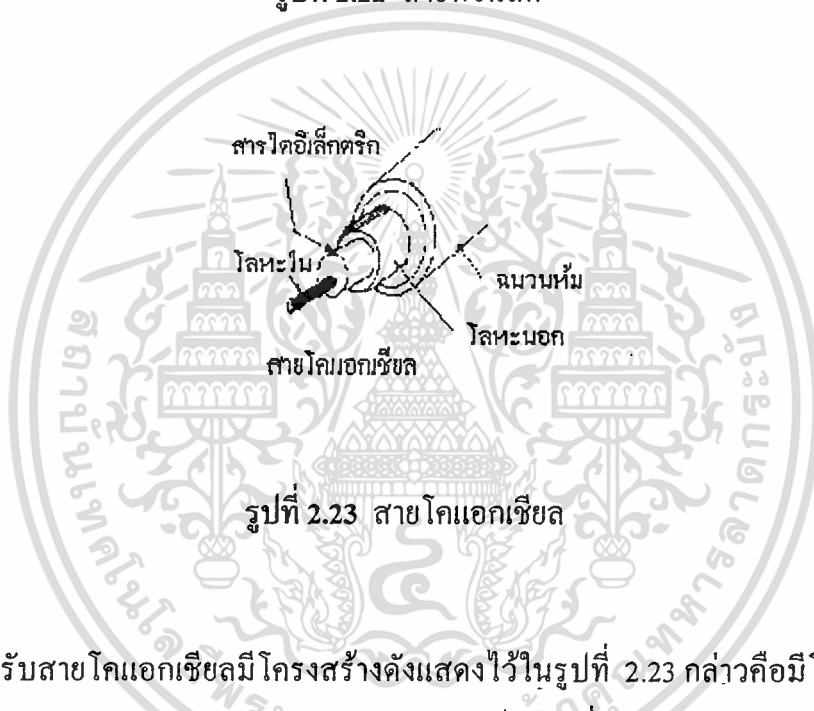 สารไดอิเล็กตริก
โลหะใน
ฉนวนหุ้ม
โลหะนอก
สายโคแอกเชียล
รูปที่ 2.23 สายโคแอกเชียล
รับสายโคแอกเชียลมีโครงสร้างดังแสดงไว้ในรูปที่ 2.23 กล่าวคือมี